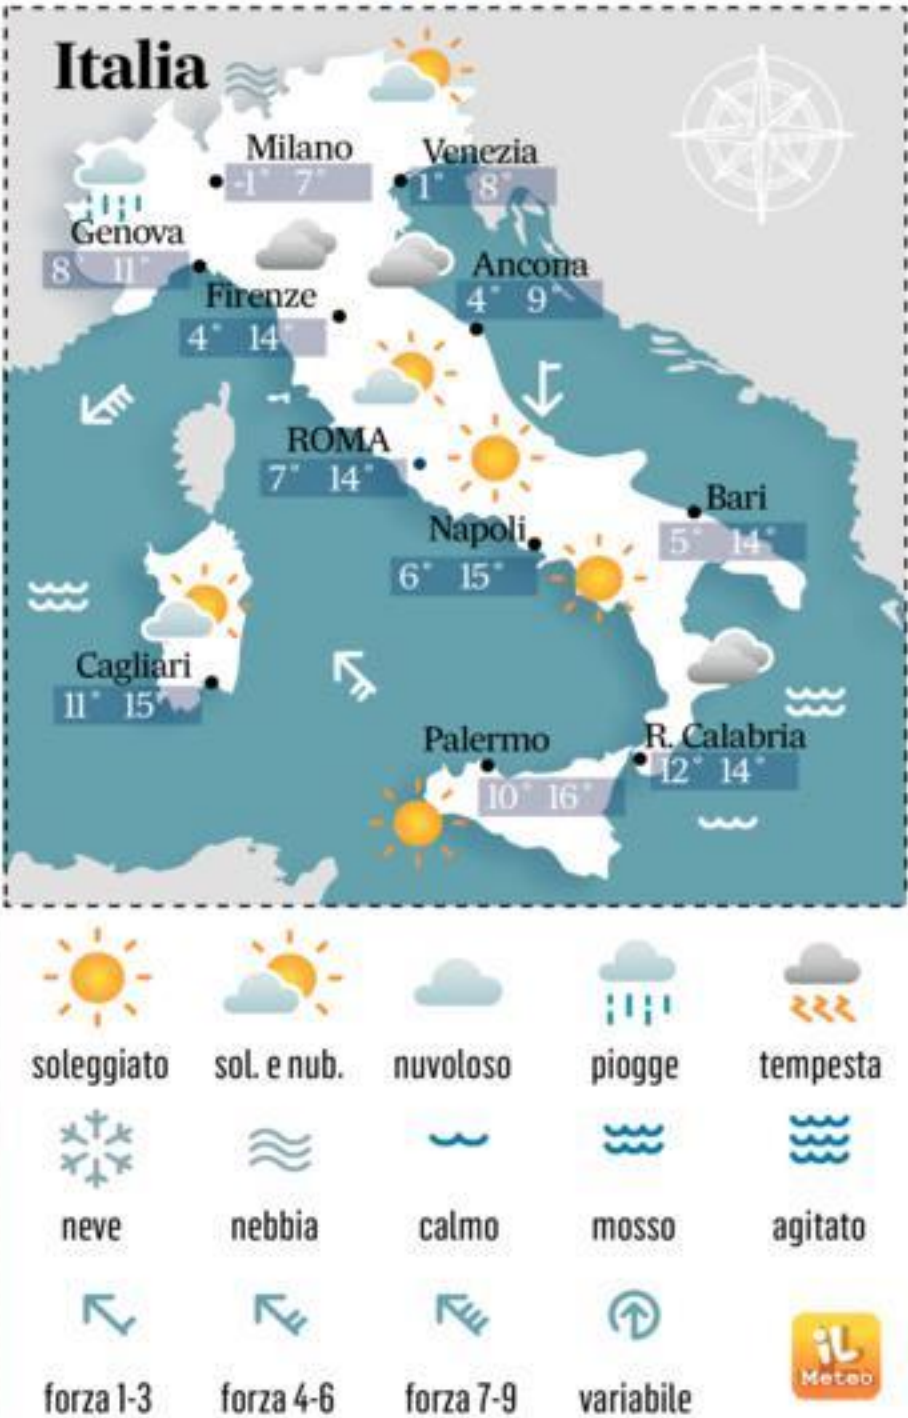 Italia
Milano
-1° 7°
Venezia
1° 8°
Genova
8° 11°
Firenze
4° 14°
Ancona
4° 9°
ROMA
7° 14°
Napoli
6° 15°
Bari
5° 14°
Cagliari
11° 15°
Palermo
10° 16°
R. Calabria
12° 14°
soleggiato sol. e nub. nuvoloso piogge tempesta
neve nebbia calmo mosso agitato
forza 1-3 forza 4-6 forza 7-9 variabile
iL
Meteo